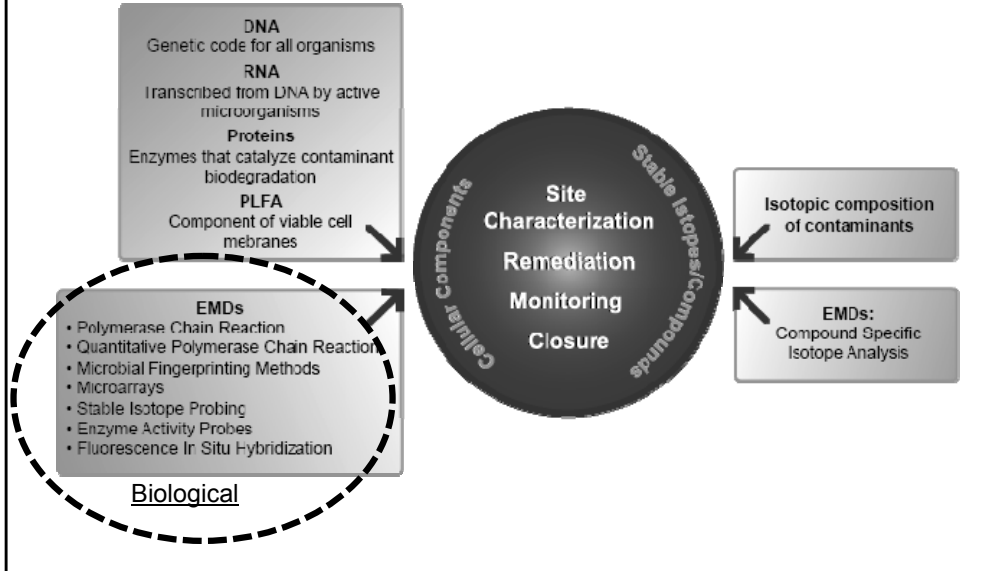 DNA
Genetic code for all organisms
RNA
Transcribed from DNA by active
microorganisms
Proteins
Enzymes that catalyze contaminant
biodegradation
PLFA
Component of viable cell
mebranes
EMDs
• Polymerase Chain Reaction
• Quantitative Polymerase Chain Reaction
• Microbial Fingerprinting Methods
• Microarrays
• Stable Isotope Probing
• Enzyme Activity Probes
• Fluorescence In Situ Hybridization
Biological
Cellular Components
Site
Characterization
Remediation
Monitoring
Closure
Stable Istopes/Compounds
Isotopic composition
of contaminants
EMDs:
Compound Specific
Isotope Analysis